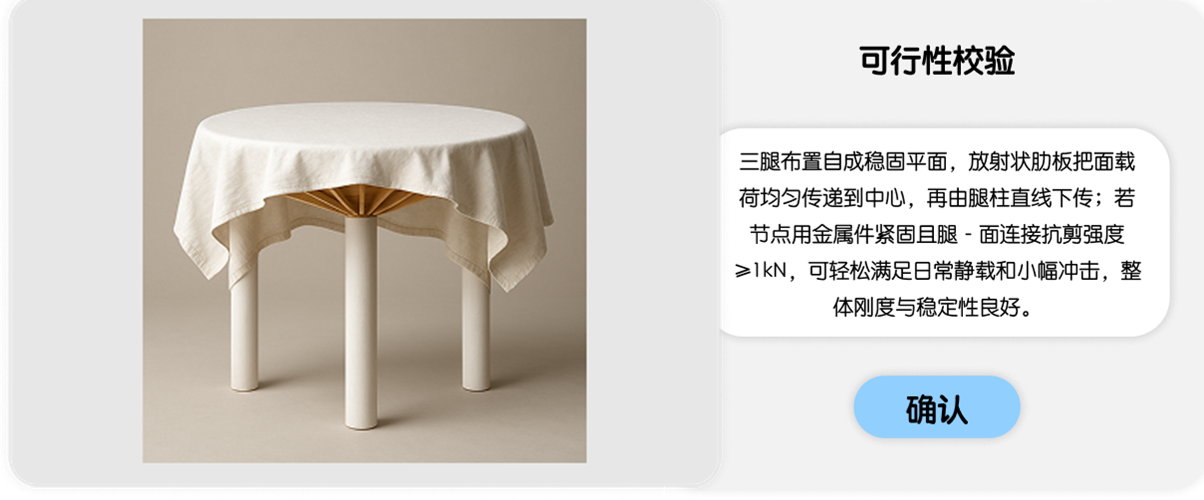 可行性校验
三腿布置自成稳固平面，放射状肋板把面载
荷均匀传递到中心，再由腿柱直线下传；若
节点用金属件紧固且腿 - 面连接抗剪强度
≥1kN，可轻松满足日常静载和小幅冲击，整
体刚度与稳定性良好。
确认